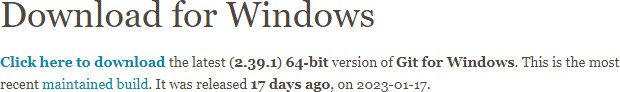 Download for Windows
Click here to download the latest (2.39.1) 64-bit version of Git for Windows. This is the most
recent maintained build. It was released 17 days ago, on 2023-01-17.